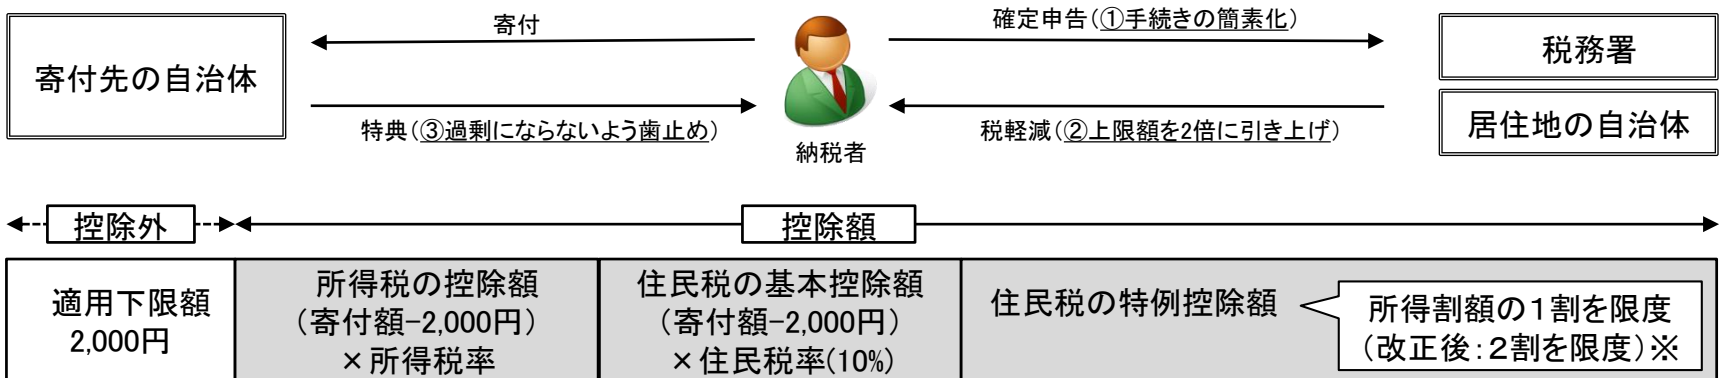 寄付先の自治体
寄付
特典(③過剰にならないよう歯止め)
納税者
確定申告(①手続きの簡素化)
税軽減(②上限額を2倍に引き上げ)
税務署
居住地の自治体
控除外
控除額
適用下限額
2,000円
所得税の控除額
(寄付額-2,000円)
×所得税率
住民税の基本控除額
(寄付額-2,000円)
×住民税率(10%)
住民税の特例控除額
所得割額の1割を限度
(改正後:2割を限度)※